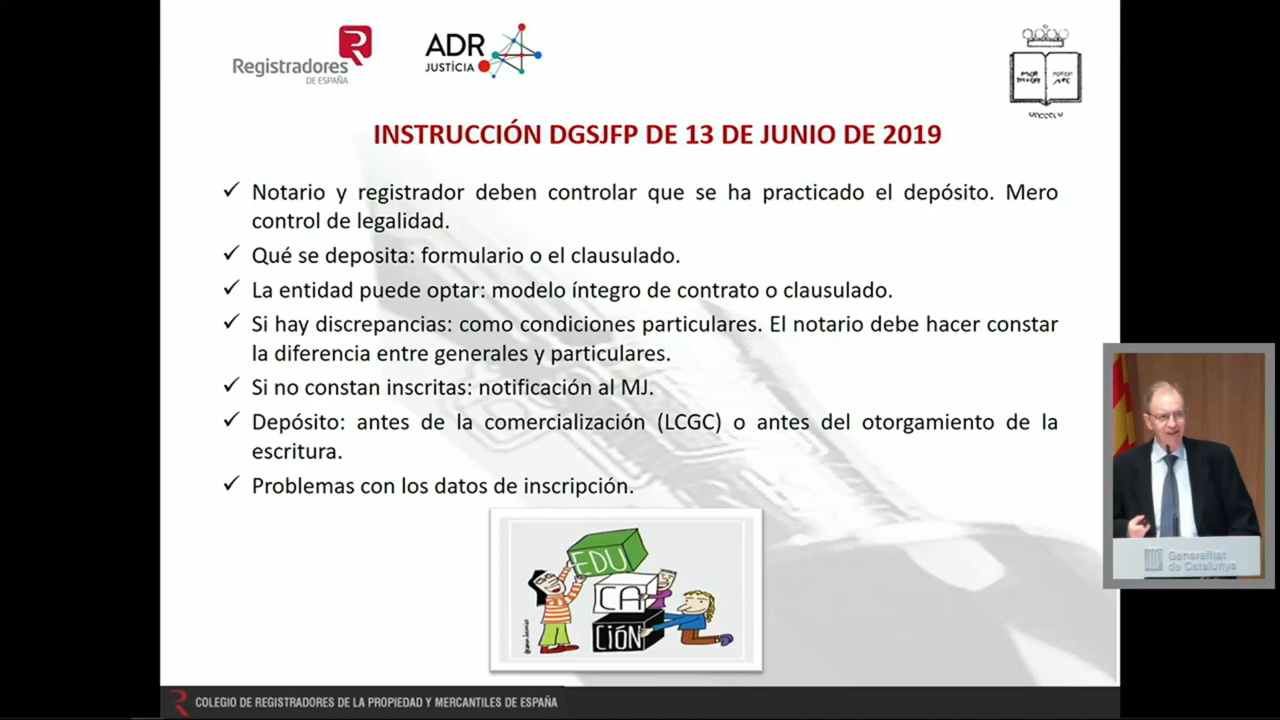 Registradores
DE ESPAÑA
ADR
JUSTÍCIA
INSTRUCCIÓN DGSJFP DE 13 DE JUNIO DE 2019
✓ Notario y registrador deben controlar que se ha practicado el depósito. Mero
control de legalidad.
✓ Qué se deposita: formulario o el clausulado.
✓ La entidad puede optar: modelo íntegro de contrato o clausulado.
✓ Si hay discrepancias: como condiciones particulares. El notario debe hacer constar
la diferencia entre generales y particulares.
✓ Si no constan inscritas: notificación al MJ.
✓ Depósito: antes de la comercialización (LCGC) o antes del otorgamiento de la
escritura.
✓ Problemas con los datos de inscripción.
EDU
CA
CIÓN
Generalitat
de Catalunya
COLEGIO DE REGISTRADORES DE LA PROPIEDAD Y MERCANTILES DE ESPAÑA